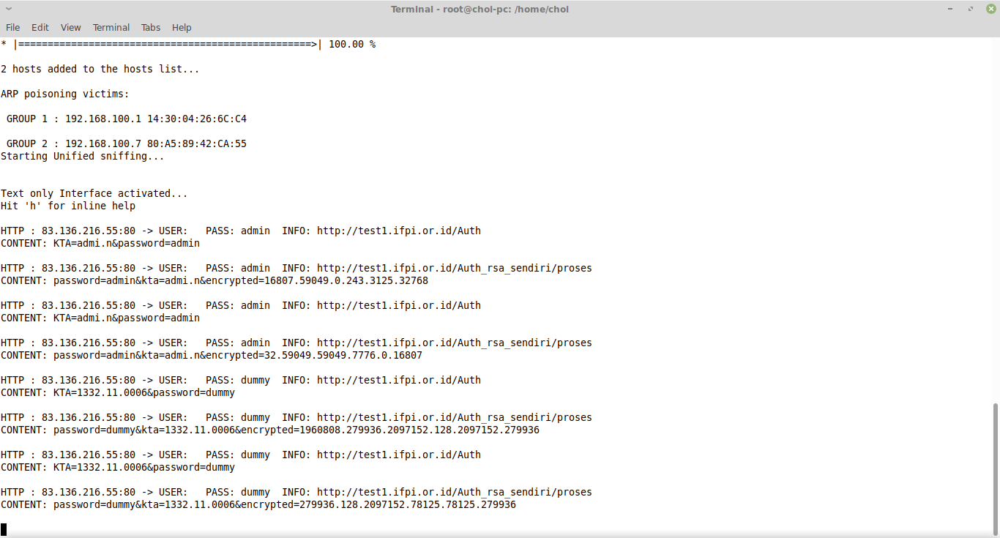 Terminal - root@chol-pc: /home/chol
File Edit View Terminal Tabs Help
* |==================================================>| 100.00 %
2 hosts added to the hosts list...
ARP poisoning victims:
GROUP 1 : 192.168.100.1 14:30:04:26:6C:C4
GROUP 2 : 192.168.100.7 80:A5:89:42:CA:55
Starting Unified sniffing...
Text only Interface activated...
Hit 'h' for inline help
HTTP : 83.136.216.55:80 -> USER:   PASS: admin  INFO: http://test1.ifpi.or.id/Auth
CONTENT: KTA=admi.n&password=admin
HTTP : 83.136.216.55:80 -> USER:   PASS: admin  INFO: http://test1.ifpi.or.id/Auth_rsa_sendiri/proses
CONTENT: password=admin&kta=admi.n&encrypted=16807.59049.0.243.3125.32768
HTTP : 83.136.216.55:80 -> USER:   PASS: admin  INFO: http://test1.ifpi.or.id/Auth
CONTENT: KTA=admi.n&password=admin
HTTP : 83.136.216.55:80 -> USER:   PASS: admin  INFO: http://test1.ifpi.or.id/Auth_rsa_sendiri/proses
CONTENT: password=admin&kta=admi.n&encrypted=32.59049.59049.7776.0.16807
HTTP : 83.136.216.55:80 -> USER:   PASS: dummy  INFO: http://test1.ifpi.or.id/Auth
CONTENT: KTA=1332.11.0006&password=dummy
HTTP : 83.136.216.55:80 -> USER:   PASS: dummy  INFO: http://test1.ifpi.or.id/Auth_rsa_sendiri/proses
CONTENT: password=dummy&kta=1332.11.0006&encrypted=1960808.279936.2097152.128.2097152.279936
HTTP : 83.136.216.55:80 -> USER:   PASS: dummy  INFO: http://test1.ifpi.or.id/Auth
CONTENT: KTA=1332.11.0006&password=dummy
HTTP : 83.136.216.55:80 -> USER:   PASS: dummy  INFO: http://test1.ifpi.or.id/Auth_rsa_sendiri/proses
CONTENT: password=dummy&kta=1332.11.0006&encrypted=279936.128.2097152.78125.78125.279936